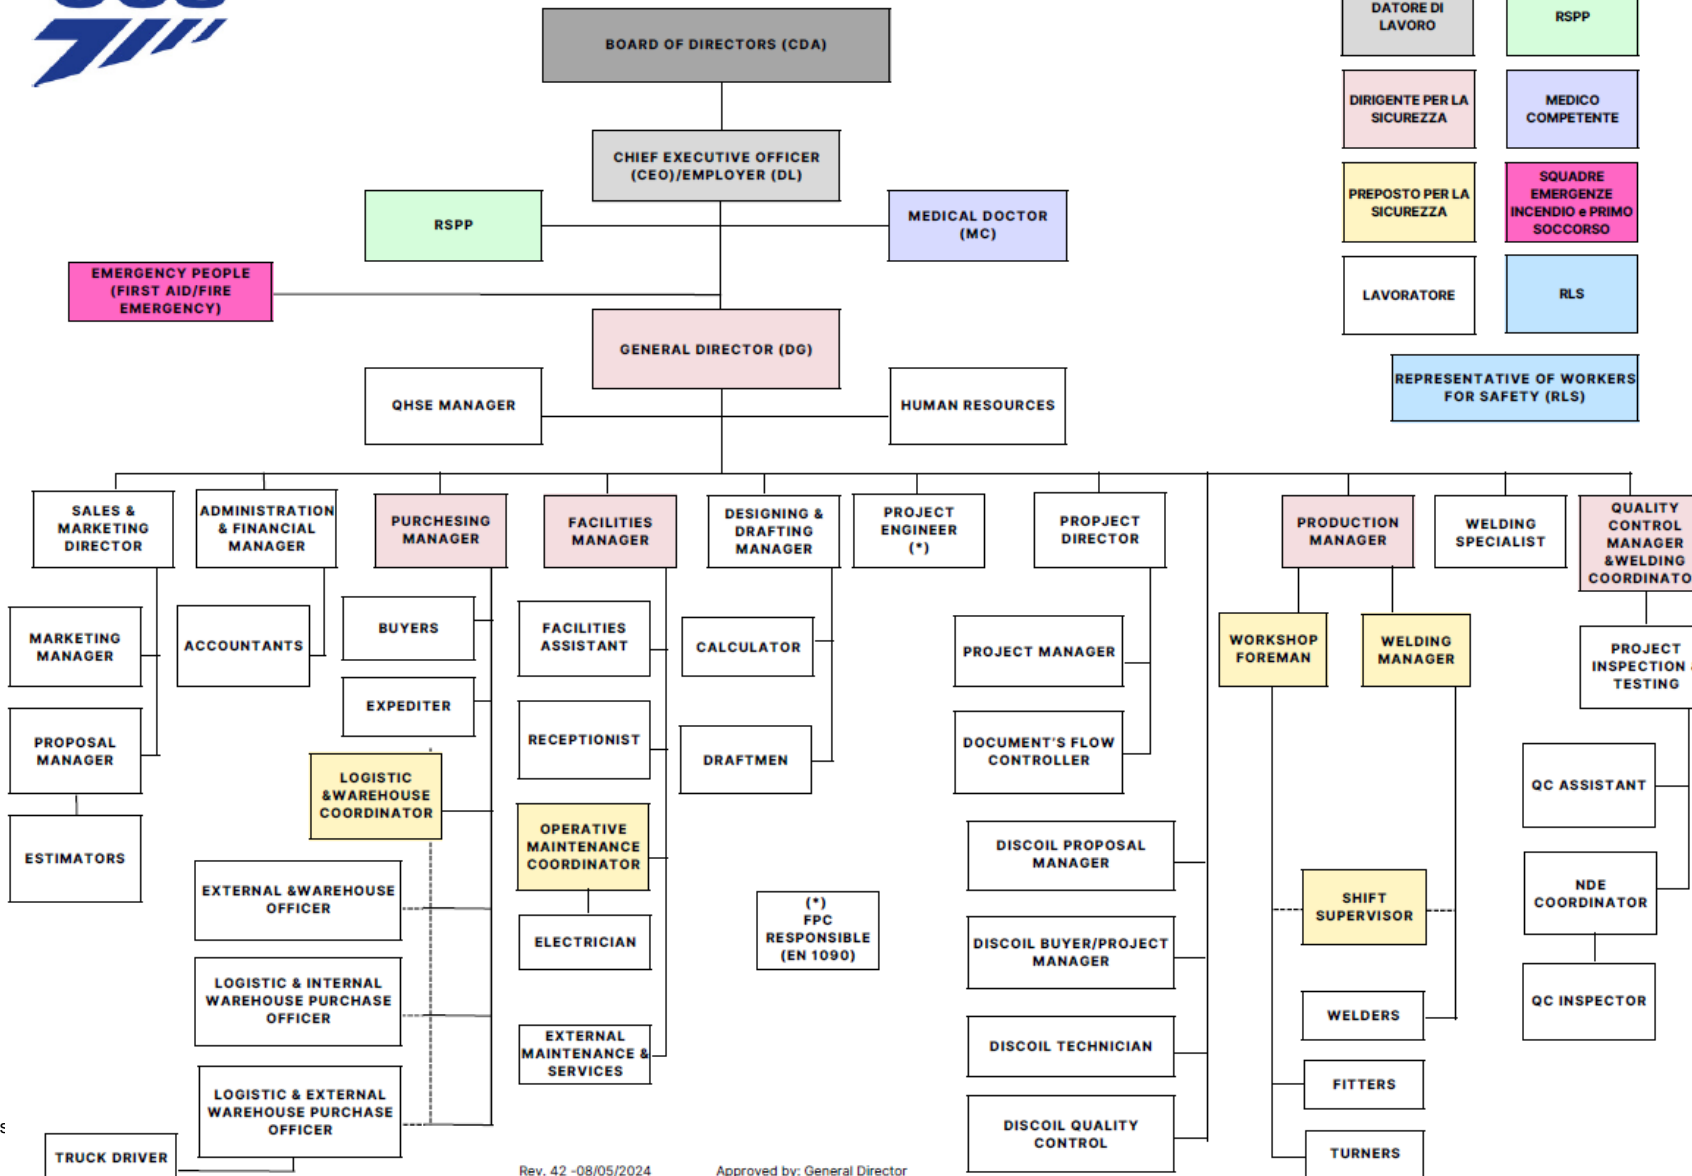 DATORE DI
LAVORO
RSPP
BOARD OF DIRECTORS (CDA)
DIRIGENTE PER LA
SICUREZZA
MEDICO
COMPETENTE
CHIEF EXECUTIVE OFFICER
(CEO)/EMPLOYER (DL)
PREPOSTO PER LA
SICUREZZA
SQUADRE
EMERGENZE
INCENDIO e PRIMO
SOCCORSO
RSPP
MEDICAL DOCTOR
(MC)
EMERGENCY PEOPLE
(FIRST AID/FIRE
EMERGENCY)
LAVORATORE
RLS
GENERAL DIRECTOR (DG)
REPRESENTATIVE OF WORKERS
FOR SAFETY (RLS)
QHSE MANAGER
HUMAN RESOURCES
SALES &
MARKETING
DIRECTOR
ADMINISTRATION
& FINANCIAL
MANAGER
PURCHESING
MANAGER
FACILITIES
MANAGER
DESIGNING &
DRAFTING
MANAGER
PROJECT
ENGINEER
(*)
PROPJECT
DIRECTOR
PRODUCTION
MANAGER
WELDING
SPECIALIST
QUALITY
CONTROL
MANAGER
&WELDING
COORDINATO
MARKETING
MANAGER
ACCOUNTANTS
BUYERS
FACILITIES
ASSISTANT
CALCULATOR
PROJECT MANAGER
WORKSHOP
FOREMAN
WELDING
MANAGER
PROJECT
INSPECTION
TESTING
EXPEDITER
PROPOSAL
MANAGER
RECEPTIONIST
DRAFTMEN
DOCUMENT'S FLOW
CONTROLLER
LOGISTIC
&WAREHOUSE
COORDINATOR
QC ASSISTANT
ESTIMATORS
OPERATIVE
MAINTENANCE
COORDINATOR
DISCOIL PROPOSAL
MANAGER
EXTERNAL &WAREHOUSE
OFFICER
NDE
COORDINATOR
SHIFT
SUPERVISOR
(*)
FPC
RESPONSIBLE
(EN 1090)
ELECTRICIAN
DISCOIL BUYER/PROJECT
MANAGER
LOGISTIC & INTERNAL
WAREHOUSE PURCHASE
OFFICER
QC INSPECTOR
WELDERS
EXTERNAL
MAINTENANCE &
SERVICES
DISCOIL TECHNICIAN
FITTERS
LOGISTIC & EXTERNAL
WAREHOUSE PURCHASE
OFFICER
DISCOIL QUALITY
CONTROL
TRUCK DRIVER
TURNERS
Rev. 42 -08/05/2024
Approved by: General Director